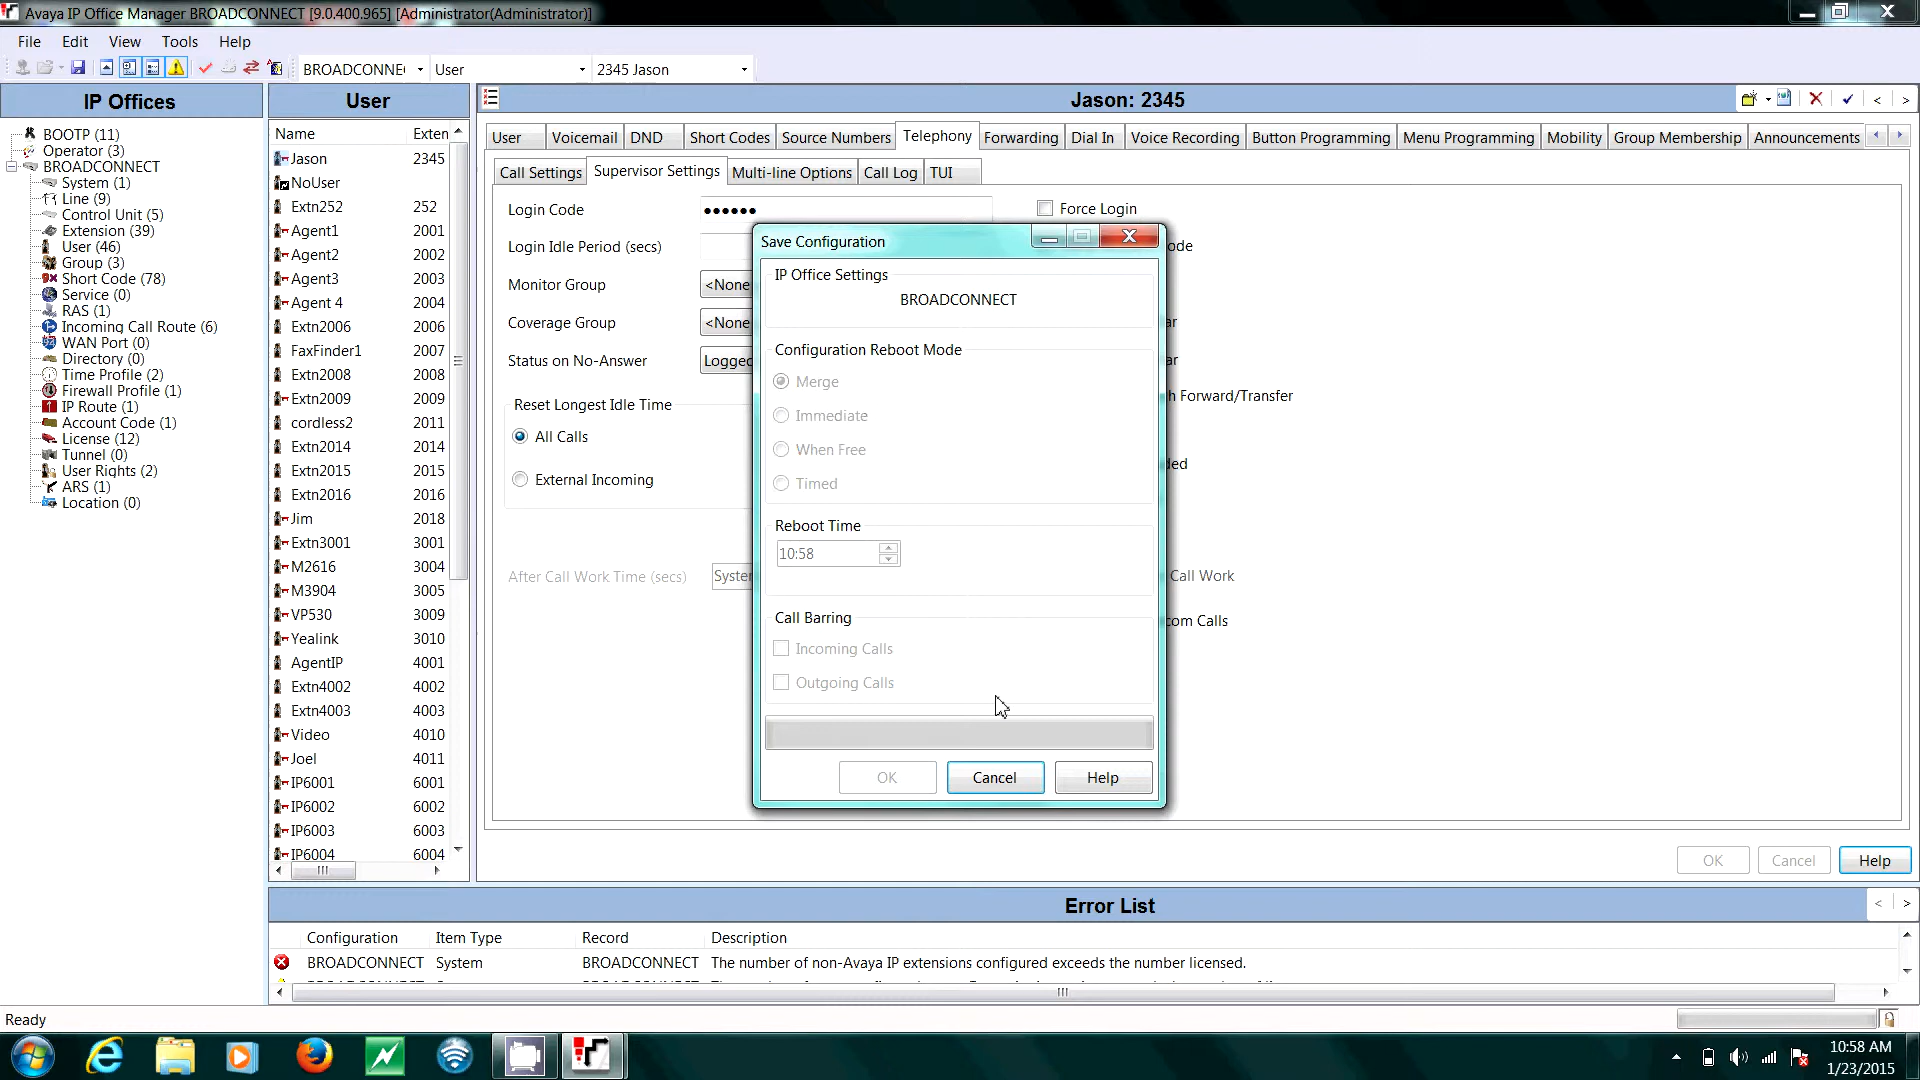 Avaya IP Office Manager BROADCONNECT [9.0.400.965] [Administrator(Administrator)]
File Edit View Tools Help
BROADCONNE User 2345 Jason
IP Offices
BOOTP (11)
Operator (3)
BROADCONNECT
System (1)
Line (9)
Control Unit (5)
Extension (39)
User (46)
Group (3)
Short Code (78)
Service (0)
RAS (1)
Incoming Call Route (6)
WAN Port (0)
Directory (0)
Time Profile (2)
Firewall Profile (1)
IP Route (1)
Account Code (1)
License (12)
Tunnel (0)
User Rights (2)
ARS (1)
Location (0)
User
Name Exten
Jason 2345
NoUser
Extn252 252
Agent1 2001
Agent2 2002
Agent3 2003
Agent 4 2004
Extn2006 2006
FaxFinder1 2007
Extn2008 2008
Extn2009 2009
cordless2 2011
Extn2014 2014
Extn2015 2015
Extn2016 2016
Jim 2018
Extn3001 3001
M2616 3004
M3904 3005
VP530 3009
Yealink 3010
AgentIP 4001
Extn4002 4002
Extn4003 4003
Video 4010
Joel 4011
IP6001 6001
IP6002 6002
IP6003 6003
IP6004 6004
Jason: 2345
User Voicemail DND Short Codes Source Numbers Telephony Forwarding Dial In Voice Recording Button Programming Menu Programming Mobility Group Membership Announcements
Call Settings Supervisor Settings Multi-line Options Call Log TUI
Login Code ●●●●●● Force Login
Login Idle Period (secs) ode
Monitor Group <None
Coverage Group <None ar
Status on No-Answer Logged ar
h Forward/Transfer
Reset Longest Idle Time
All Calls
ded
External Incoming
After Call Work Time (secs) Syster Call Work
com Calls
Save Configuration
IP Office Settings
BROADCONNECT
Configuration Reboot Mode
Merge
Immediate
When Free
Timed
Reboot Time
10:58
Call Barring
Incoming Calls
Outgoing Calls
OK Cancel Help
OK Cancel Help
Error List
Configuration Item Type Record Description
BROADCONNECT System BROADCONNECT The number of non-Avaya IP extensions configured exceeds the number licensed.
Ready
10:58 AM
1/23/2015